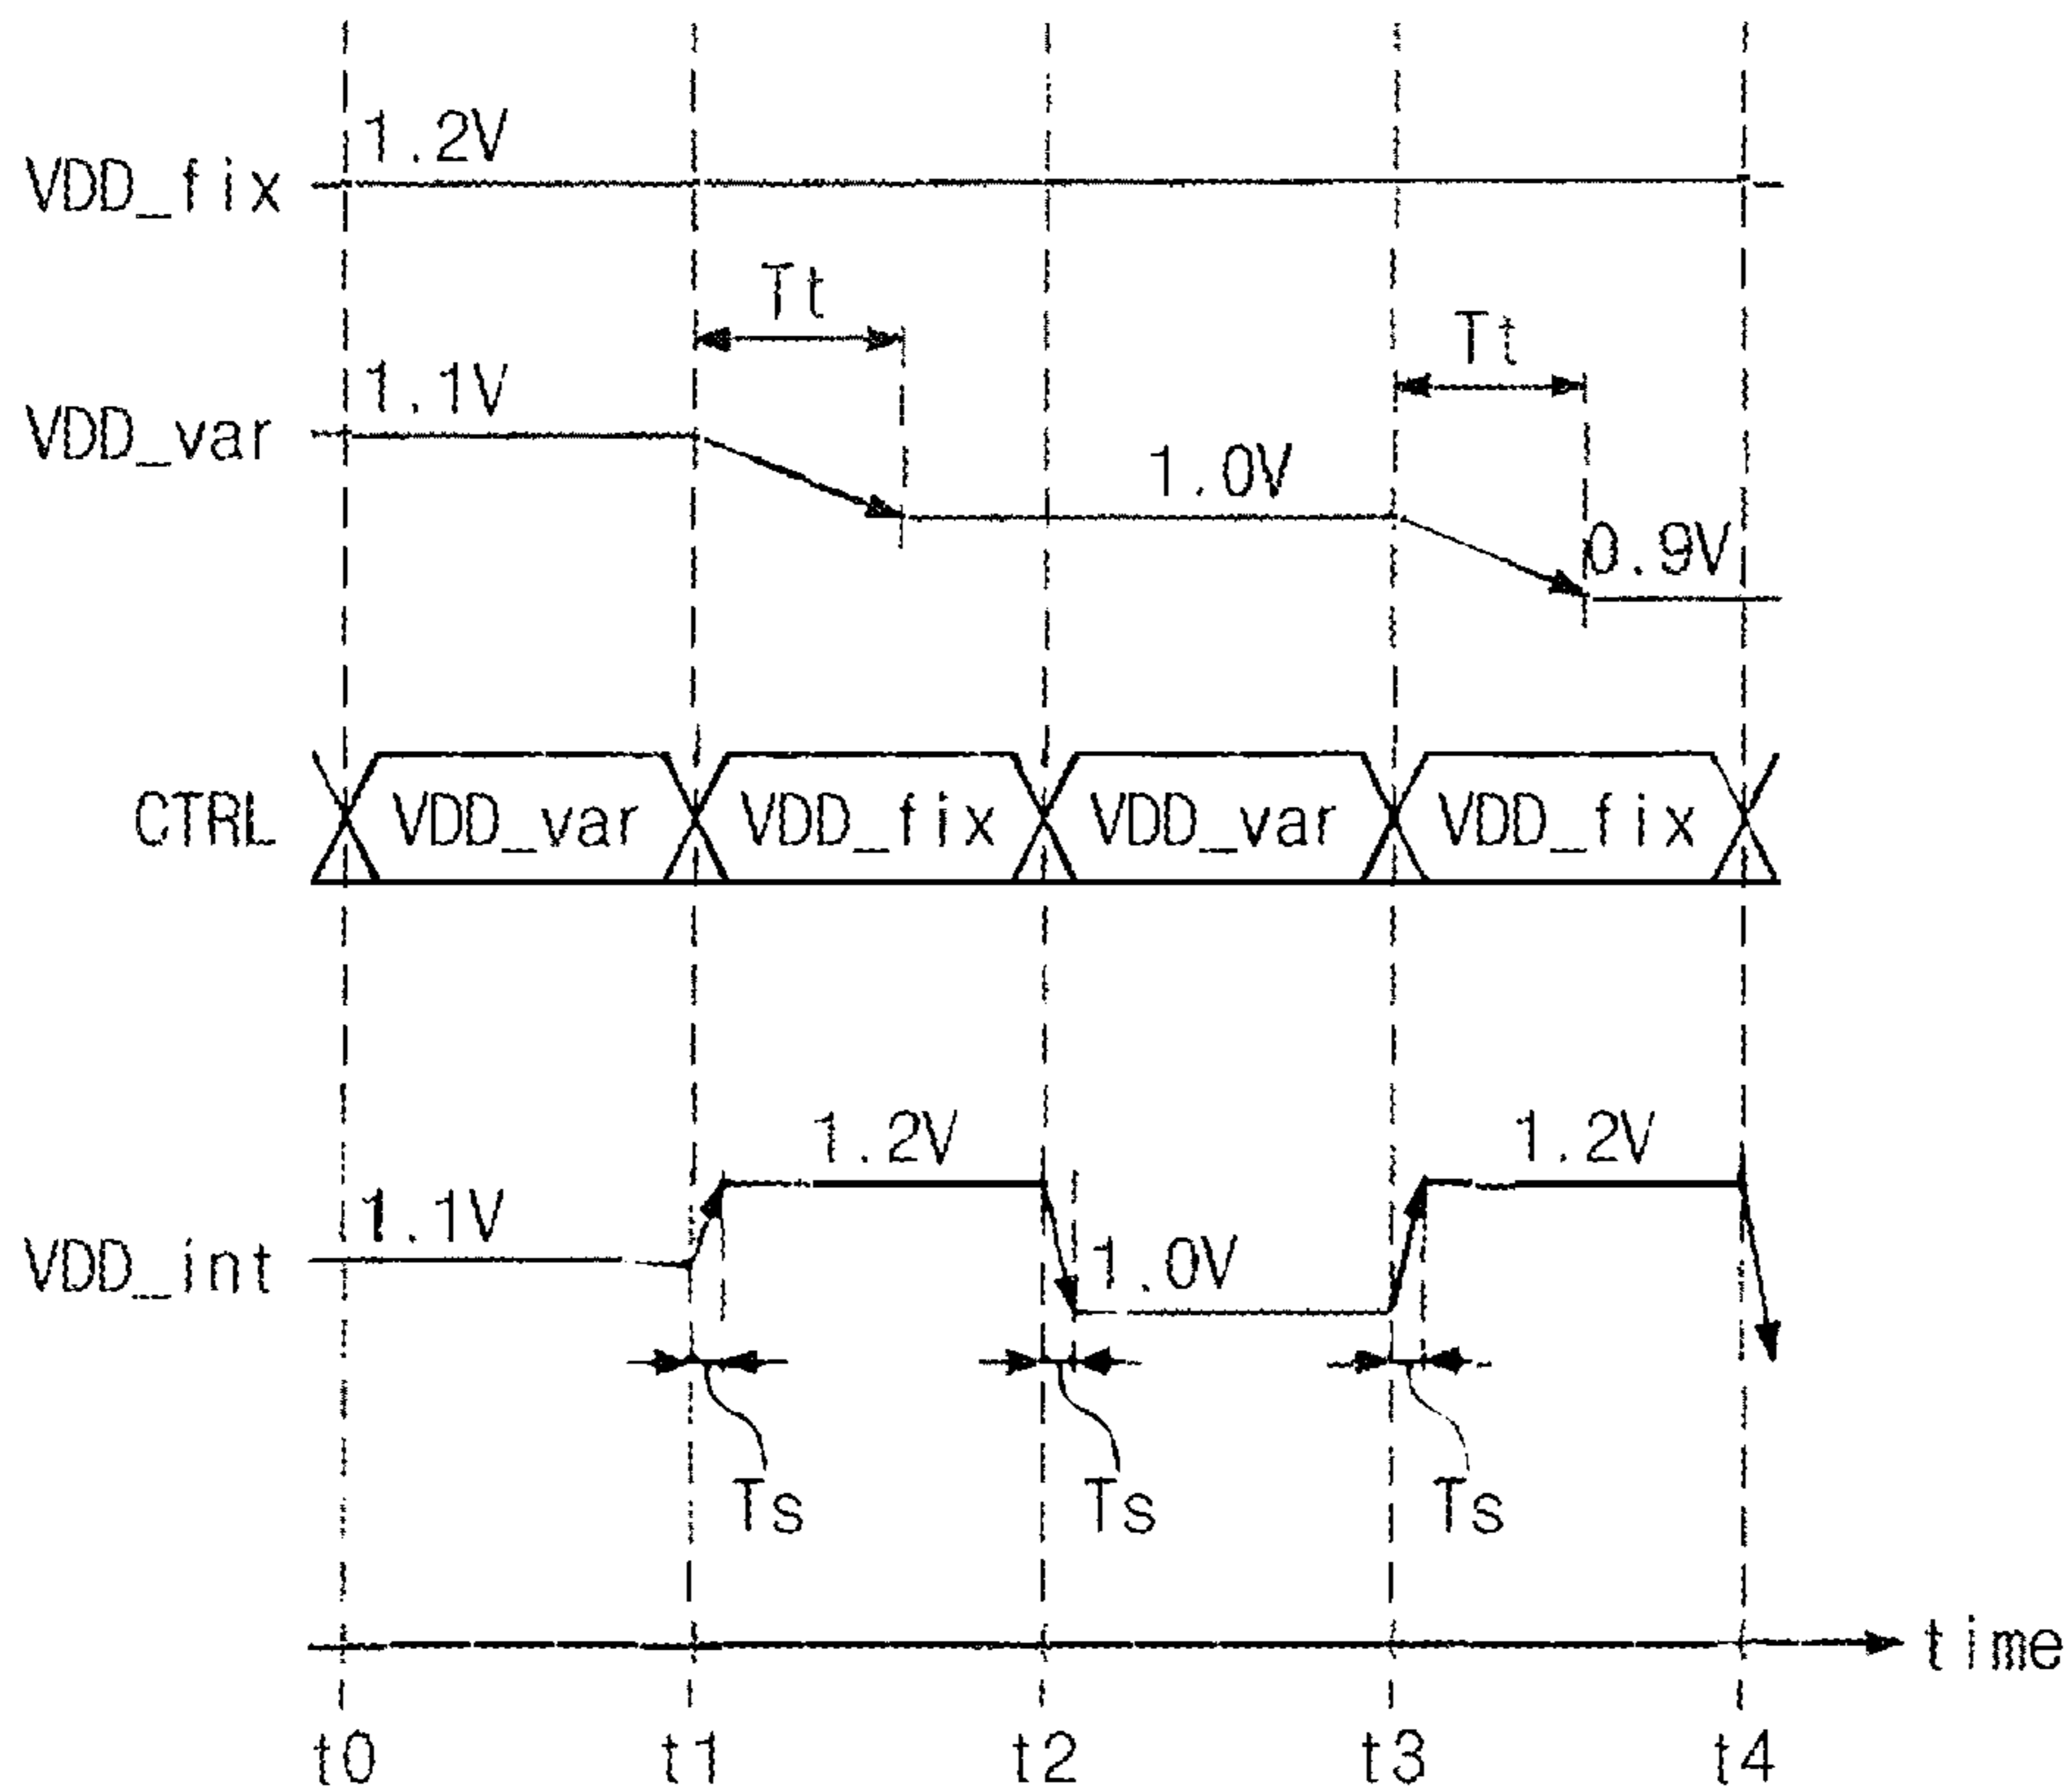 1.2V
VDD_fix
Tt
Tt
1.1V
VDD_var
1.0V
0.9V
CTRL VDD_var VDD_fix VDD_var VDD_fix
1.2V 1.2V
1.1V
VDD_int
1.0V
Ts Ts Ts
time
t0 t1 t2 t3 t4